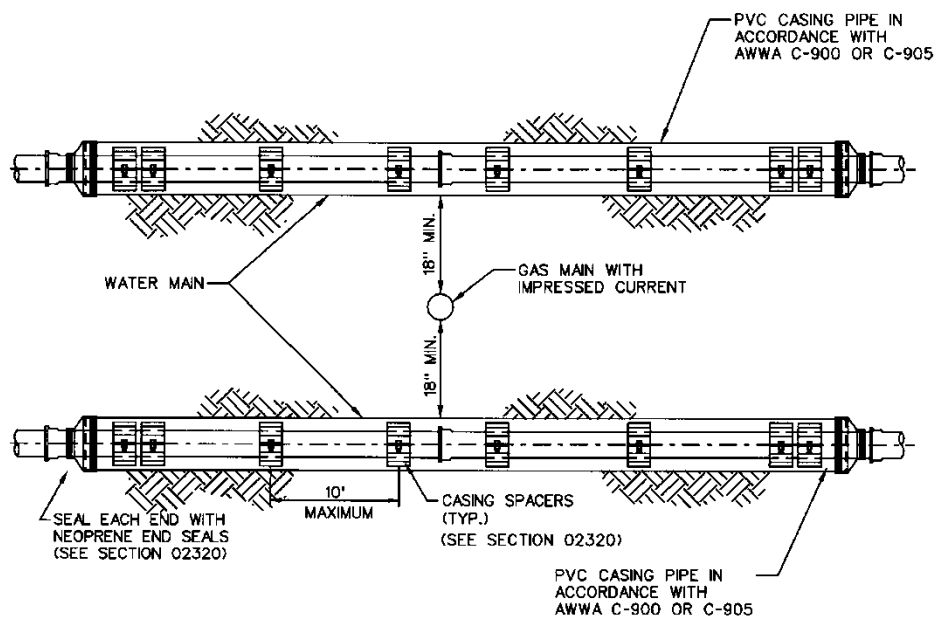 PVC CASING PIPE IN
ACCORDANCE WITH
AWWA C-900 OR C-905
18" MIN.
WATER MAIN
GAS MAIN WITH
IMPRESSED CURRENT
18" MIN.
10'
MAXIMUM
SEAL EACH END WITH
NEOPRENE END SEALS
(SEE SECTION 02320)
CASING SPACERS
(TYP.)
(SEE SECTION 02320)
PVC CASING PIPE IN
ACCORDANCE WITH
AWWA C-900 OR C-905